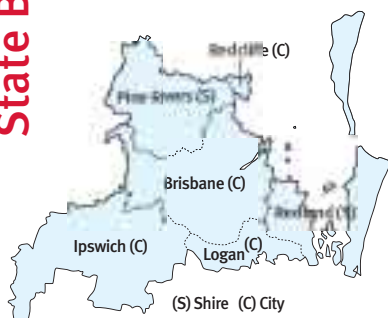 State B
Redcliffe (C)
Pine Rivers (S)
Brisbane (C)
Redland (S)
Ipswich (C)
Logan (C)
(S) Shire (C) City